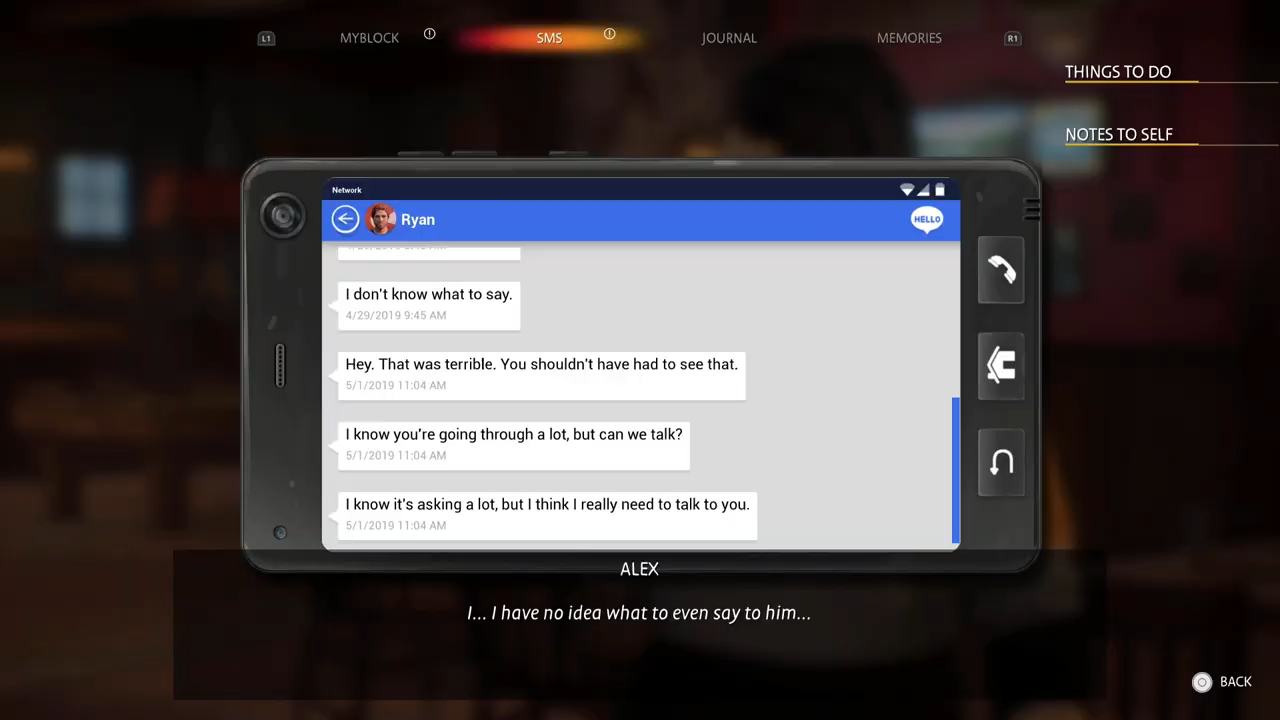 L1
MYBLOCK
SMS
JOURNAL
MEMORIES
R1
THINGS TO DO
NOTES TO SELF
Network
Ryan
HELLO
I don't know what to say.
4/29/2019 9:45 AM
Hey. That was terrible. You shouldn't have had to see that.
5/1/2019 11:04 AM
I know you're going through a lot, but can we talk?
5/1/2019 11:04 AM
I know it's asking a lot, but I think I really need to talk to you.
5/1/2019 11:04 AM
ALEX
I... I have no idea what to even say to him...
BACK